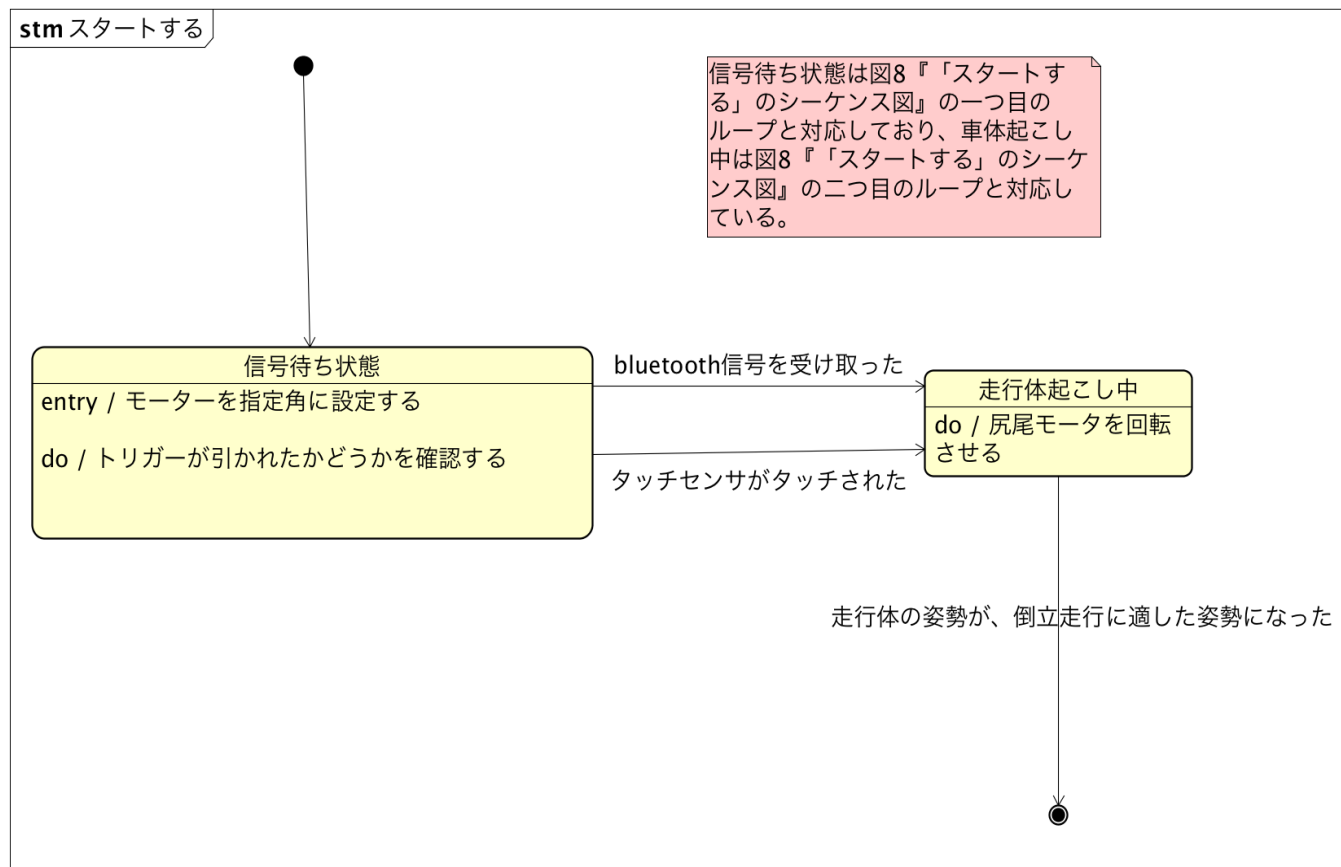 stm スタートする
信号待ち状態は図8『「スタートす
る」のシーケンス図』の一つ目の
ループと対応しており、車体起こし
中は図8『「スタートする」のシーケ
ンス図』の二つ目のループと対応し
ている。
信号待ち状態
entry / モーターを指定角に設定する
do / トリガーが引かれたかどうかを確認する
bluetooth信号を受け取った
タッチセンサがタッチされた
走行体起こし中
do / 尻尾モータを回転
させる
走行体の姿勢が、倒立走行に適した姿勢になった